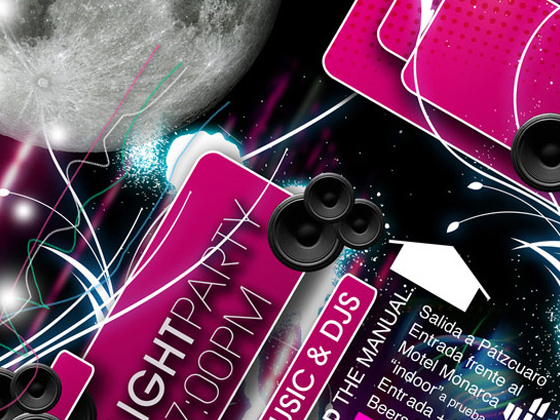 IGHTPARTY
7:00PM
USIC & DJS
THE MANUAL
Salida a Pátzcuaro
Entrada frente al
Motel Monarca
"indoor" a prueba
Entrada +
Beers